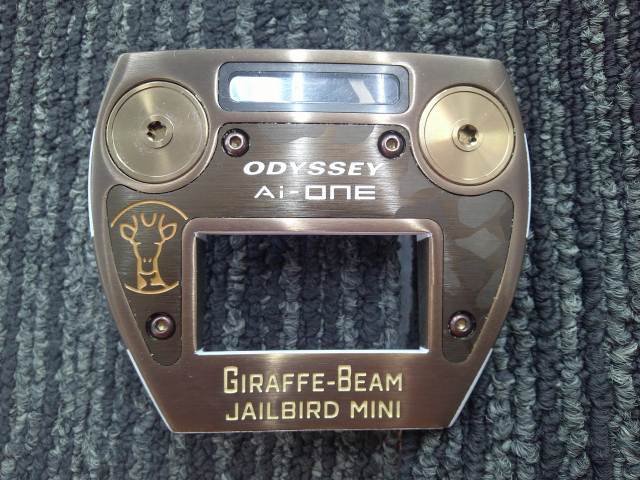 ODYSSEY
Ai-ONE
GIRAFFE-BEAM
JAILBIRD MINI